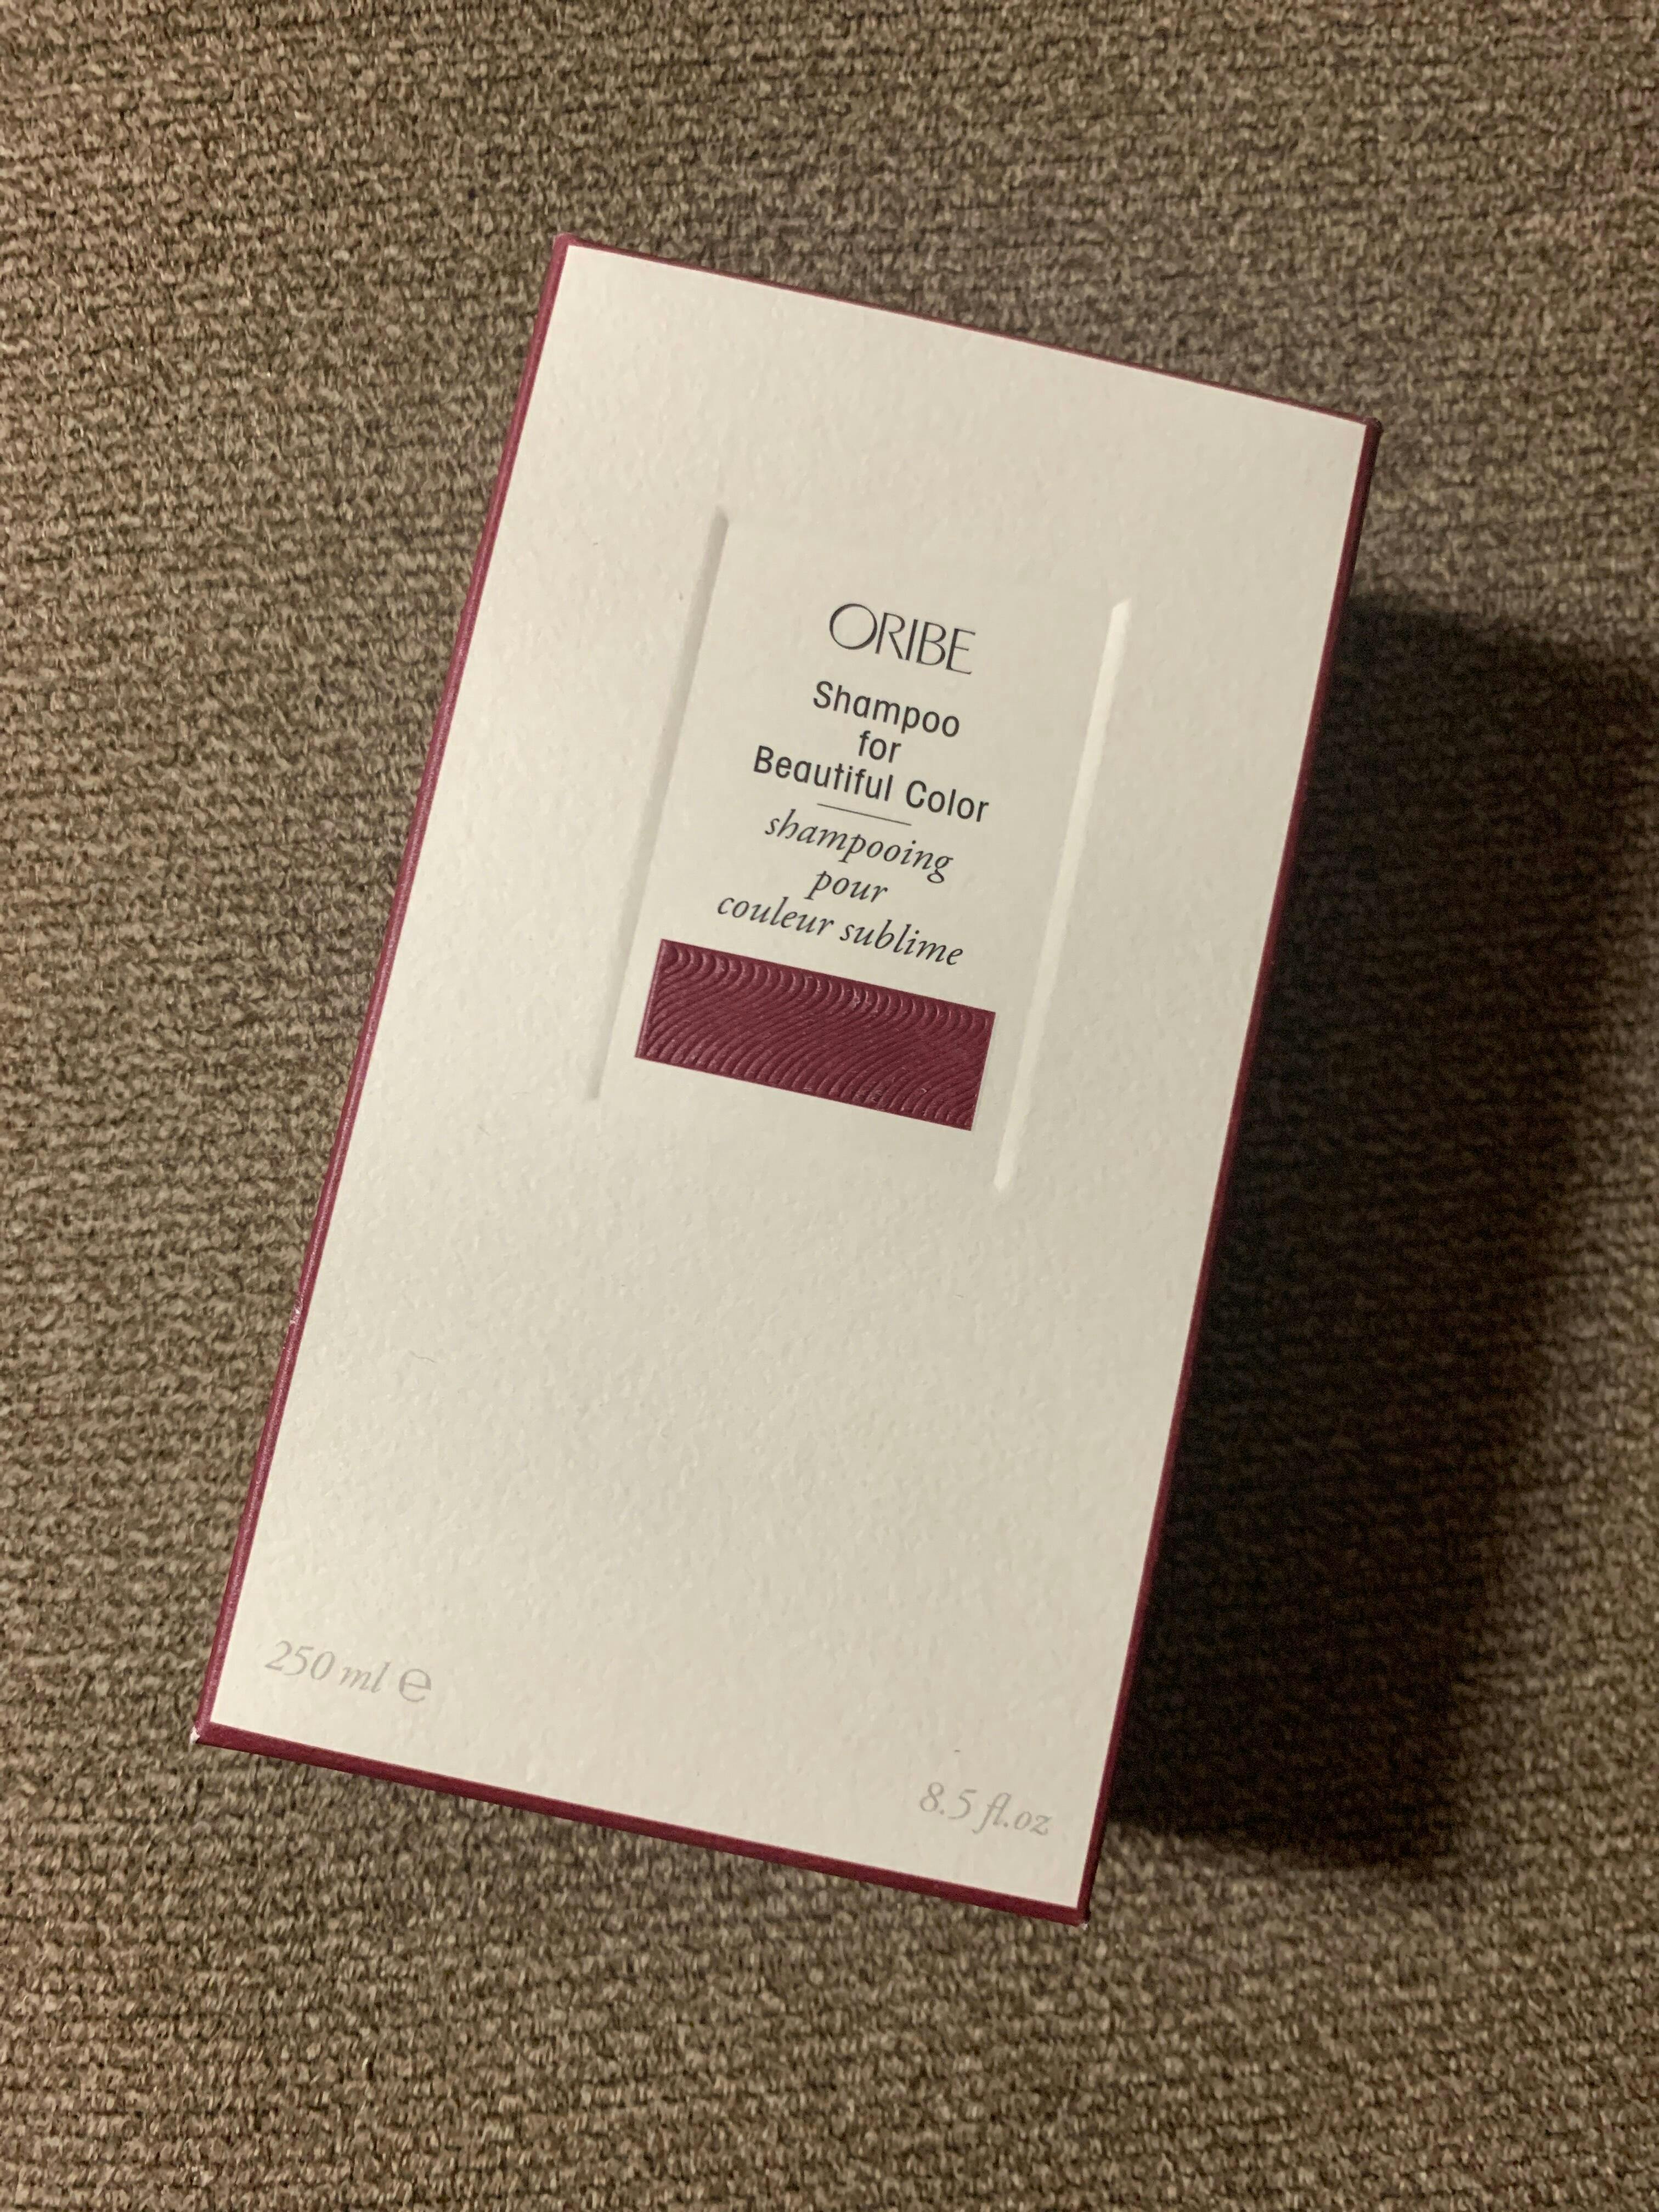 ORIBE
Shampoo
for
Beautiful Color
shampooing
pour
couleur sublime
250 ml ℮
8.5 fl.oz